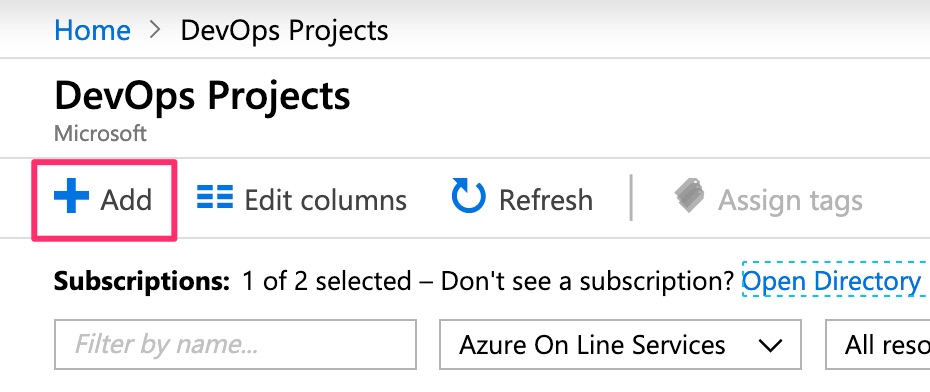 Home > DevOps Projects
DevOps Projects
Microsoft
Add Edit columns Refresh Assign tags
Subscriptions: 1 of 2 selected – Don't see a subscription? Open Directory
Filter by name... Azure On Line Services All reso